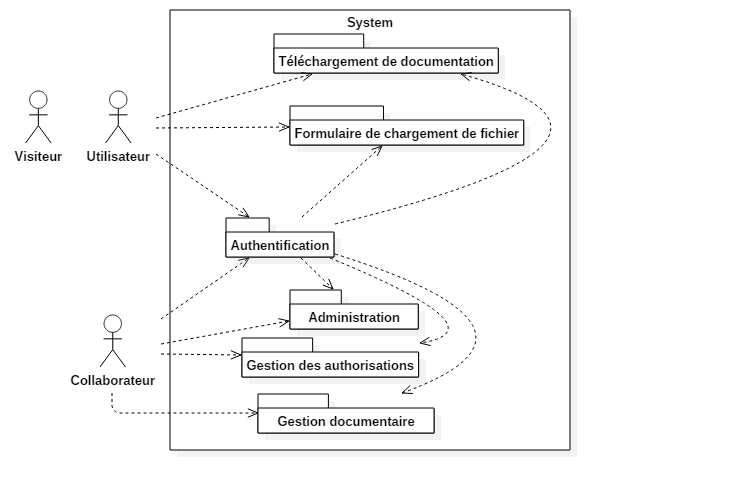 System
Téléchargement de documentation
Formulaire de chargement de fichier
Visiteur
Utilisateur
Authentification
Administration
Gestion des authorisations
Collaborateur
Gestion documentaire